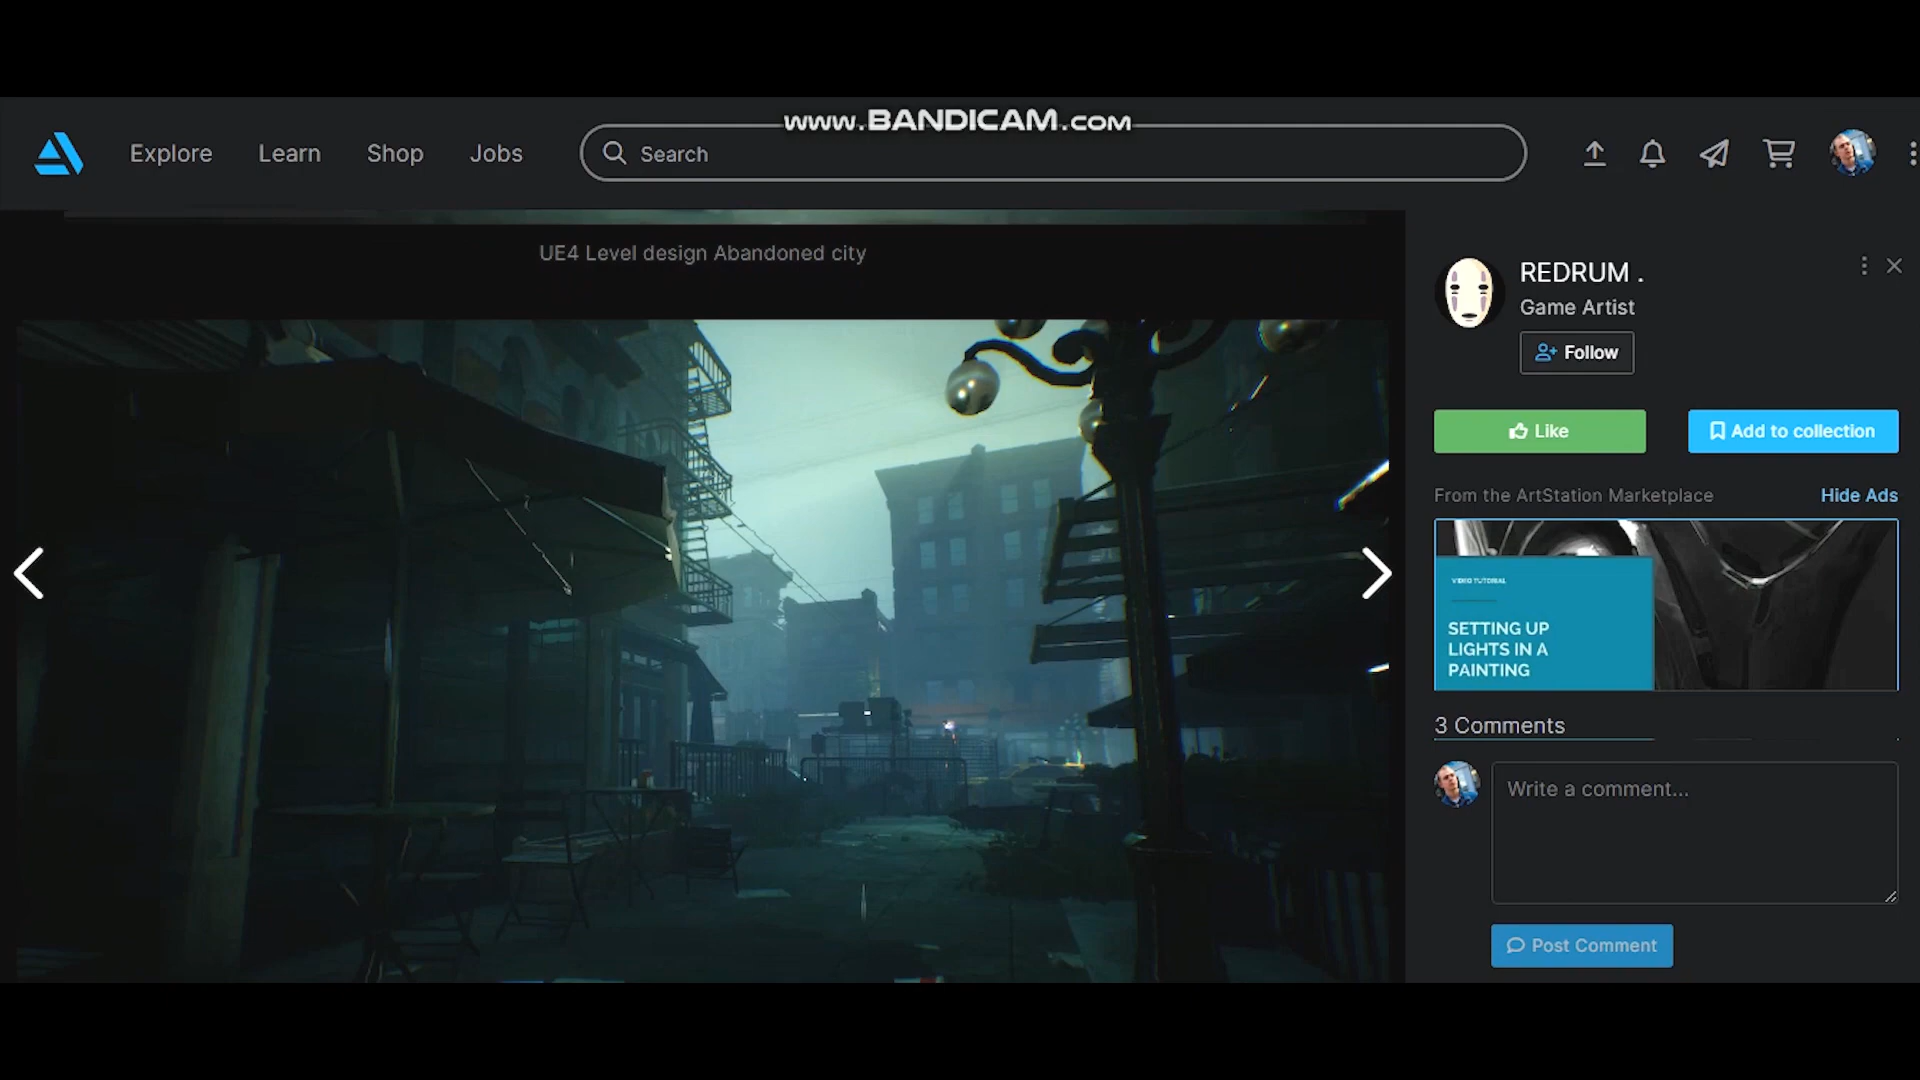 www.BANDICAM.com
Explore
Learn
Shop
Jobs
Search
UE4 Level design Abandoned city
REDRUM .
Game Artist
Follow
Like
Add to collection
From the ArtStation Marketplace
Hide Ads
VIDEO TUTORIAL
SETTING UP
LIGHTS IN A
PAINTING
3 Comments
Write a comment...
Post Comment